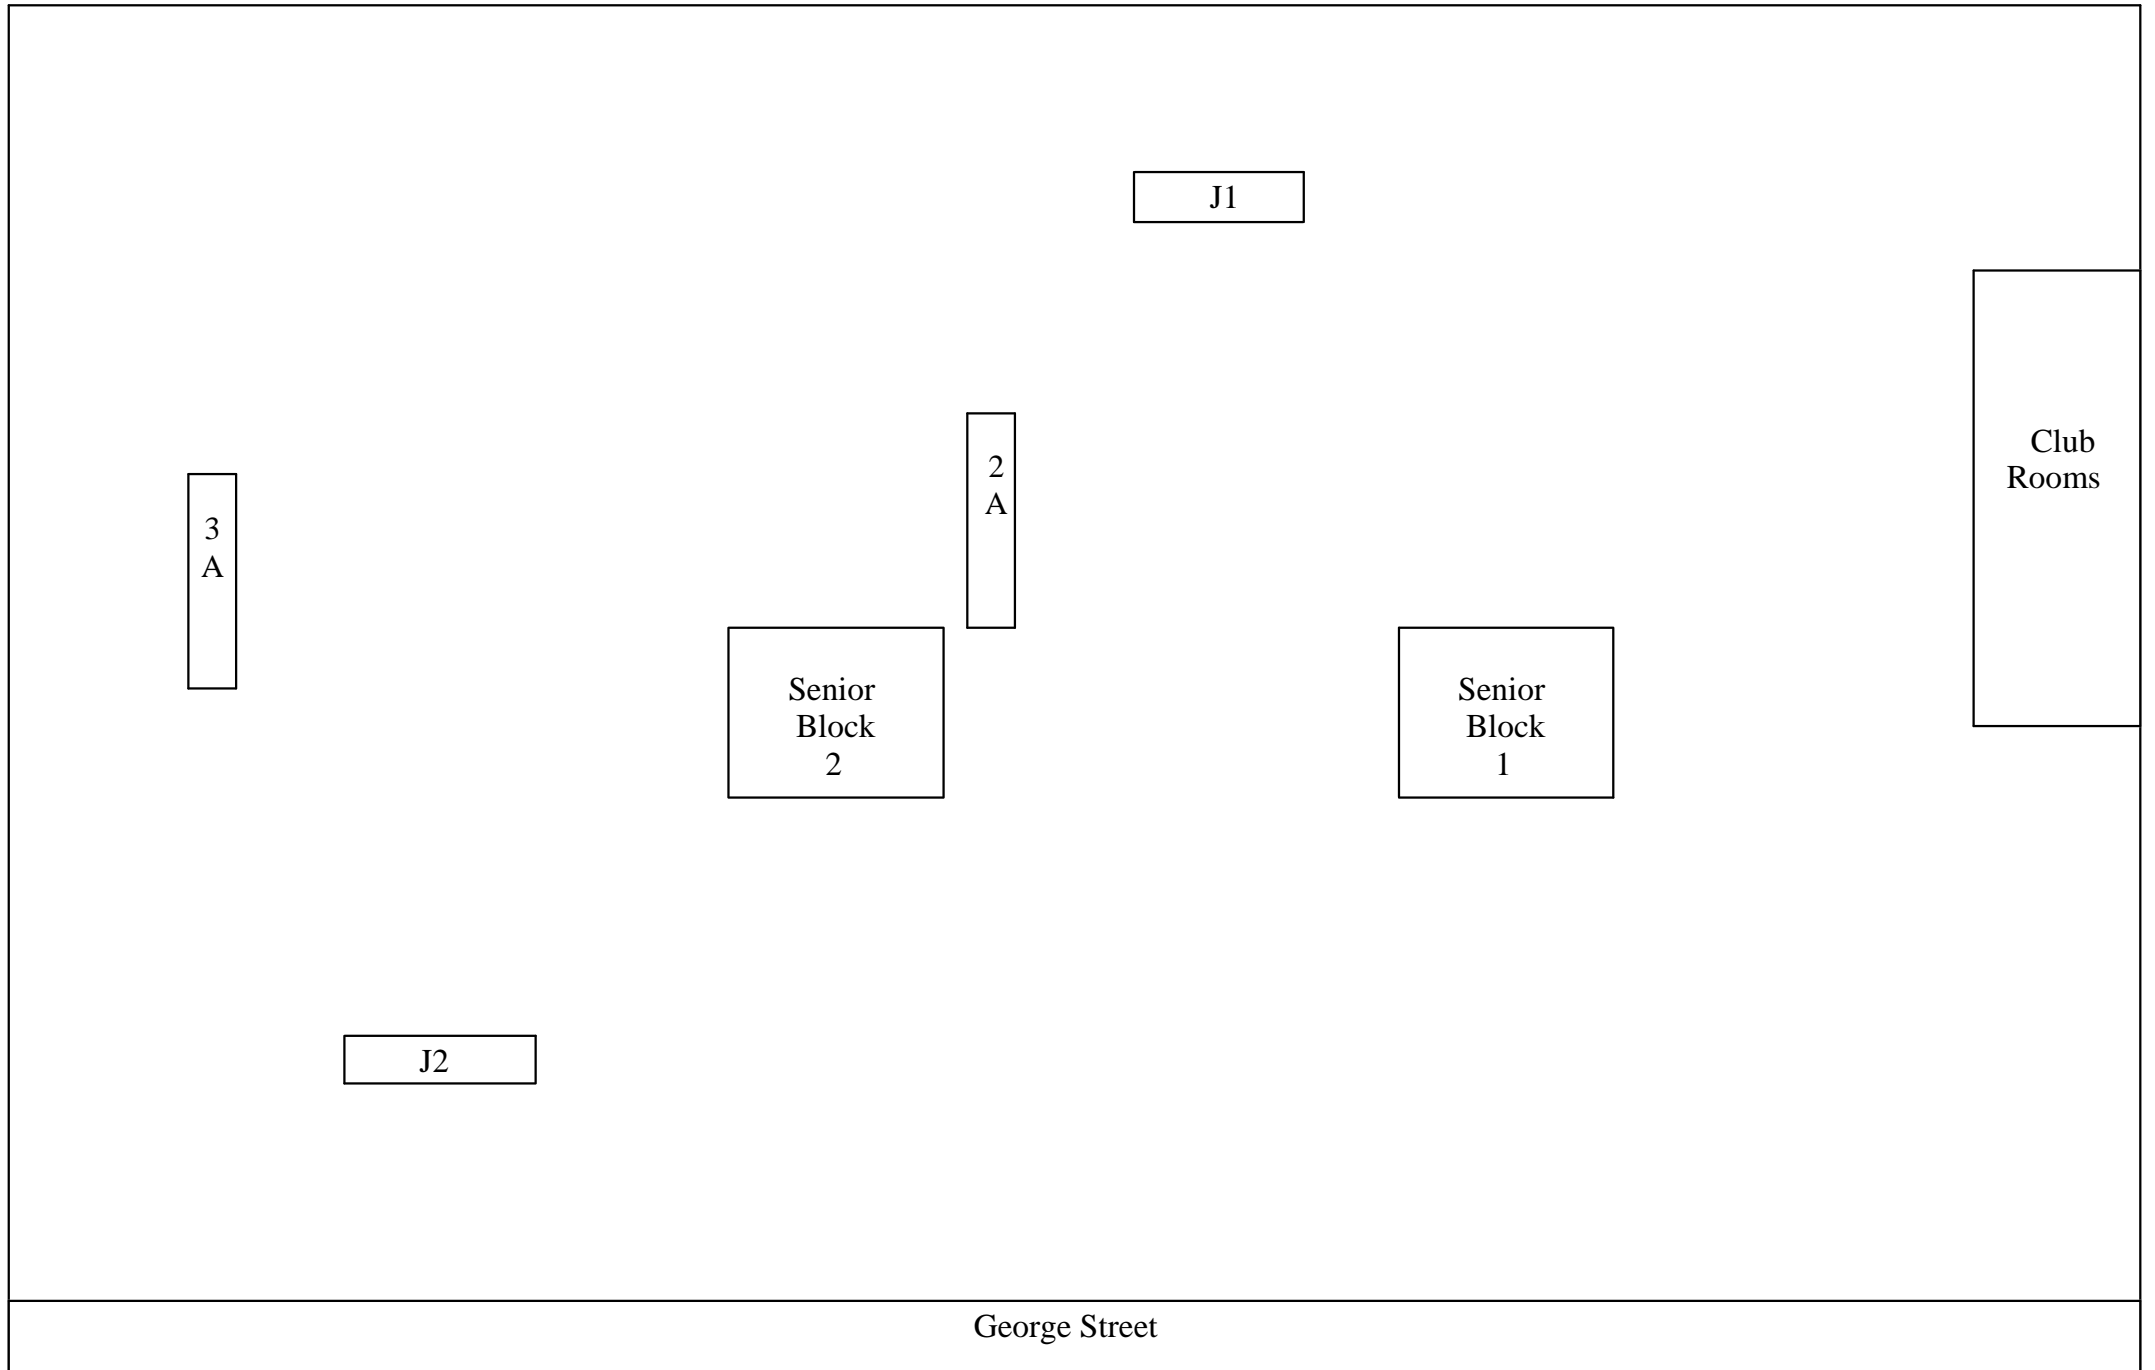 J1
Club
Rooms
2
A
3
A
Senior
Block
2
Senior
Block
1
J2
George Street